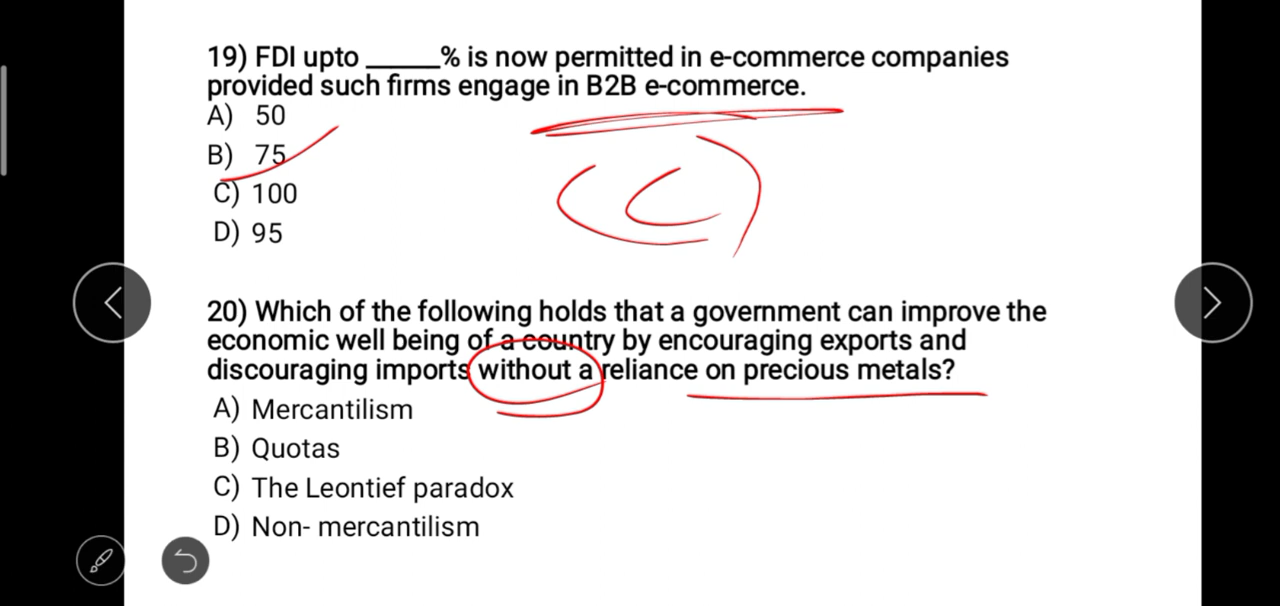 19) FDI upto _____% is now permitted in e-commerce companies
provided such firms engage in B2B e-commerce.
A) 50
B) 75
C) 100
D) 95
(C)
20) Which of the following holds that a government can improve the
economic well being of a country by encouraging exports and
discouraging imports without a reliance on precious metals?
A) Mercantilism
B) Quotas
C) The Leontief paradox
D) Non- mercantilism